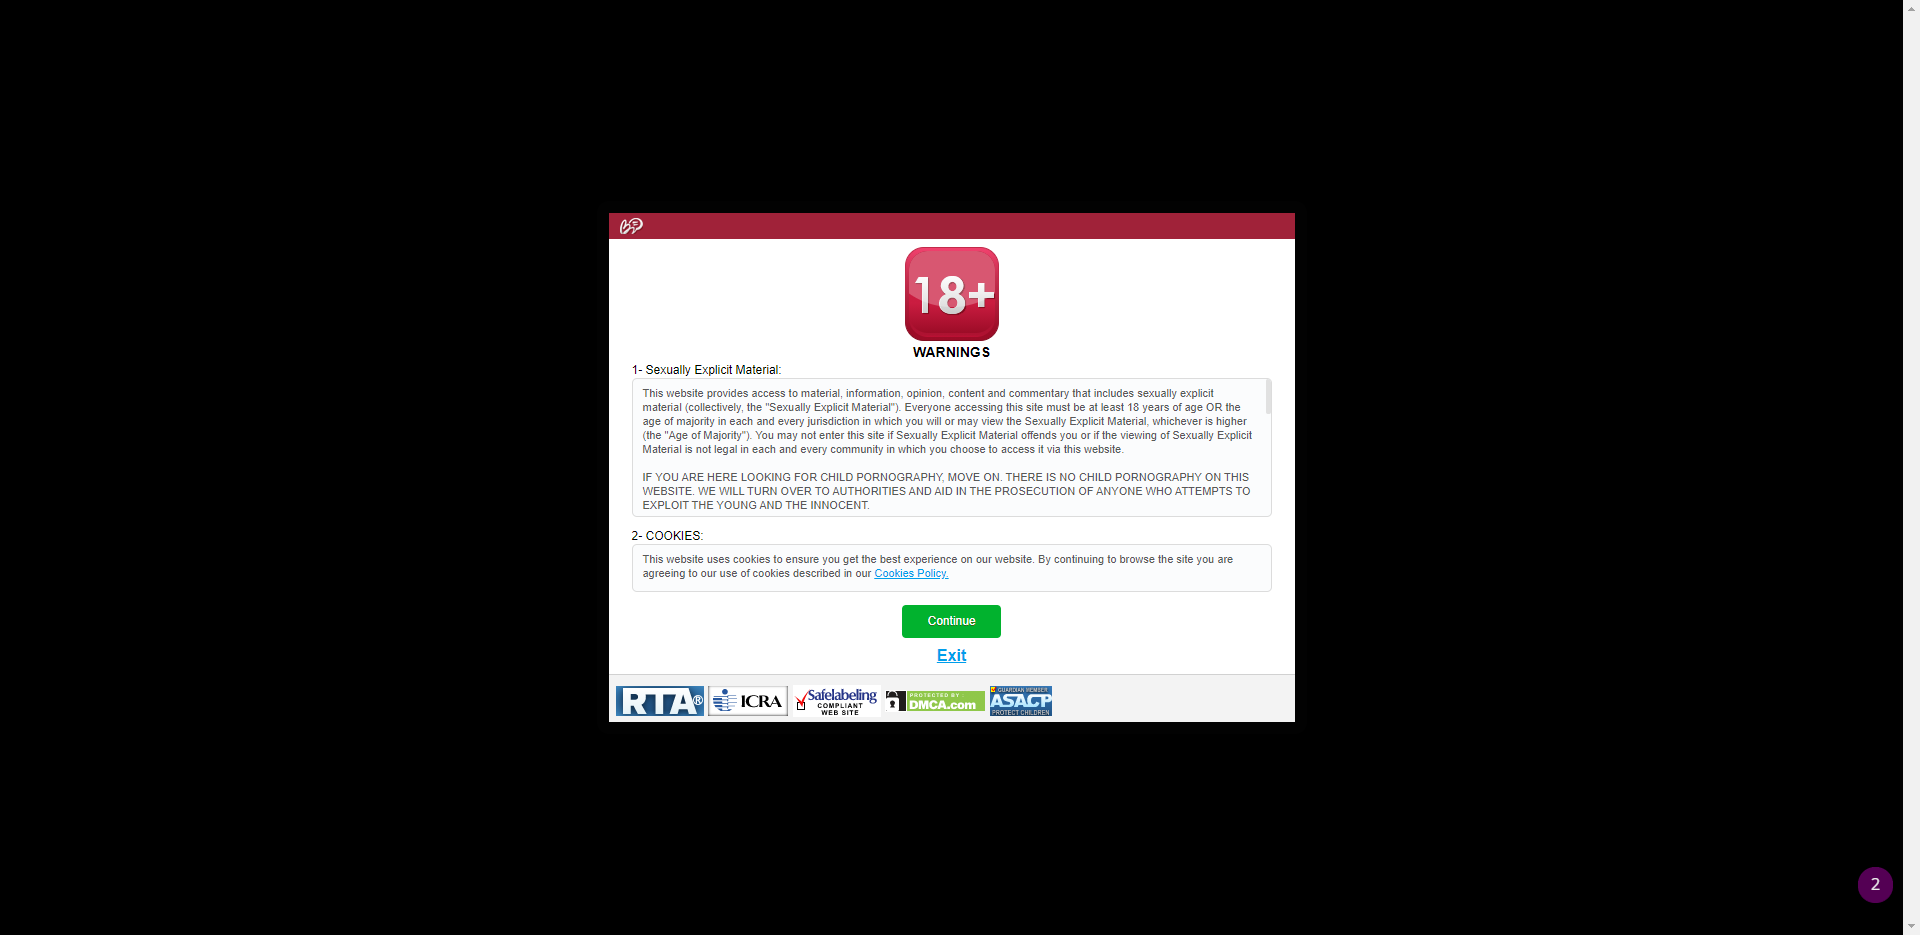 18+
WARNINGS
1- Sexually Explicit Material:
This website provides access to material, information, opinion, content and commentary that includes sexually explicit
material (collectively, the "Sexually Explicit Material"). Everyone accessing this site must be at least 18 years of age OR the
age of majority in each and every jurisdiction in which you will or may view the Sexually Explicit Material, whichever is higher
(the "Age of Majority"). You may not enter this site if Sexually Explicit Material offends you or if the viewing of Sexually Explicit
Material is not legal in each and every community in which you choose to access it via this website.
IF YOU ARE HERE LOOKING FOR CHILD PORNOGRAPHY, MOVE ON. THERE IS NO CHILD PORNOGRAPHY ON THIS
WEBSITE. WE WILL TURN OVER TO AUTHORITIES AND AID IN THE PROSECUTION OF ANYONE WHO ATTEMPTS TO
EXPLOIT THE YOUNG AND THE INNOCENT.
2- COOKIES:
This website uses cookies to ensure you get the best experience on our website. By continuing to browse the site you are
agreeing to our use of cookies described in our Cookies Policy.
Continue
Exit
RTA®
ICRA
Safelabeling
COMPLIANT
WEB SITE
PROTECTED BY :
DMCA.com
GUARDIAN MEMBER
ASACP
PROTECT CHILDREN
2